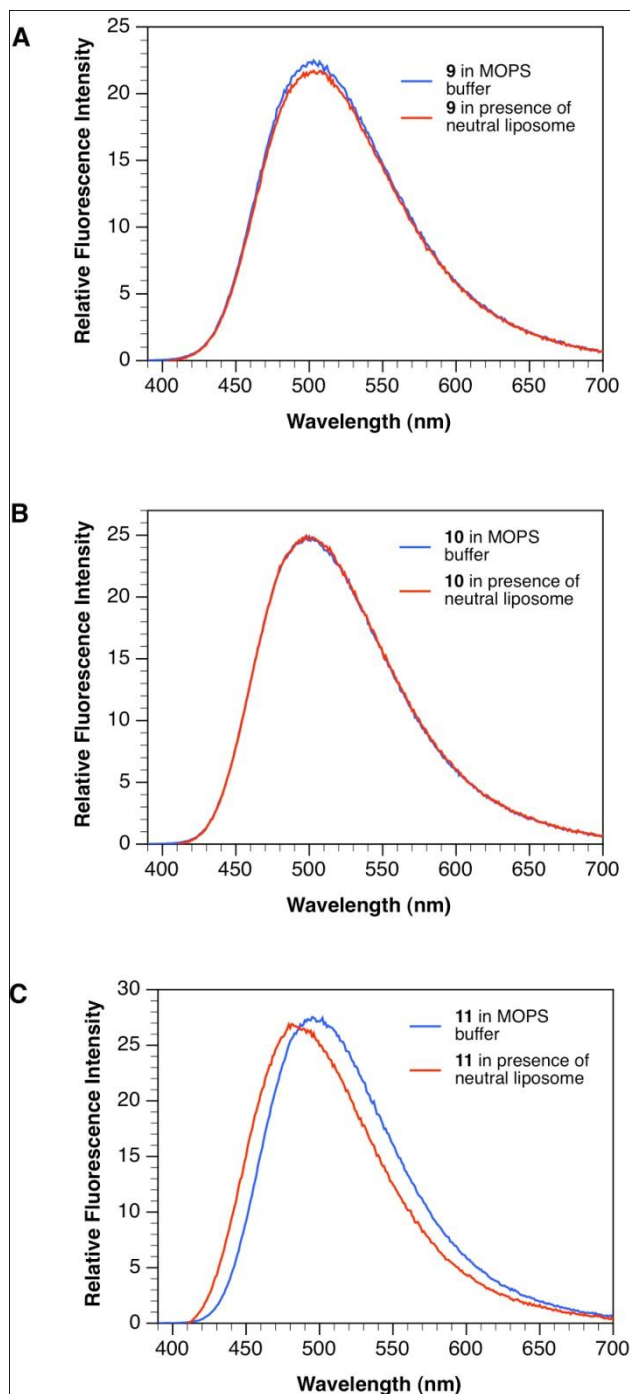 A
25
20
15
10
5
0
Relative Fluorescence Intensity
9 in MOPS
buffer
9 in presence of
neutral liposome
400 450 500 550 600 650 700
Wavelength (nm)
B
25
20
15
10
5
0
Relative Fluorescence Intensity
10 in MOPS
buffer
10 in presence of
neutral liposome
400 450 500 550 600 650 700
Wavelength (nm)
C
30
25
20
15
10
5
0
Relative Fluorescence Intensity
11 in MOPS
buffer
11 in presence of
neutral liposome
400 450 500 550 600 650 700
Wavelength (nm)